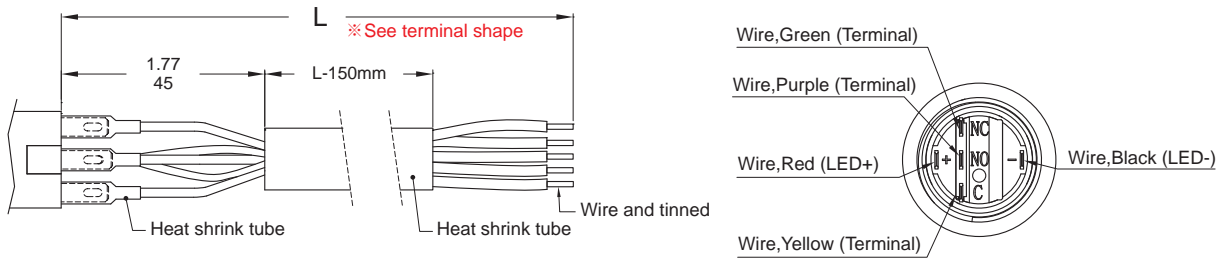 L
※See terminal shape
1.77
45
L-150mm
Heat shrink tube
Heat shrink tube
Wire and tinned
Wire,Green (Terminal)
Wire,Purple (Terminal)
Wire,Red (LED+)
Wire,Yellow (Terminal)
Wire,Black (LED-)
NC
+ NO −
C